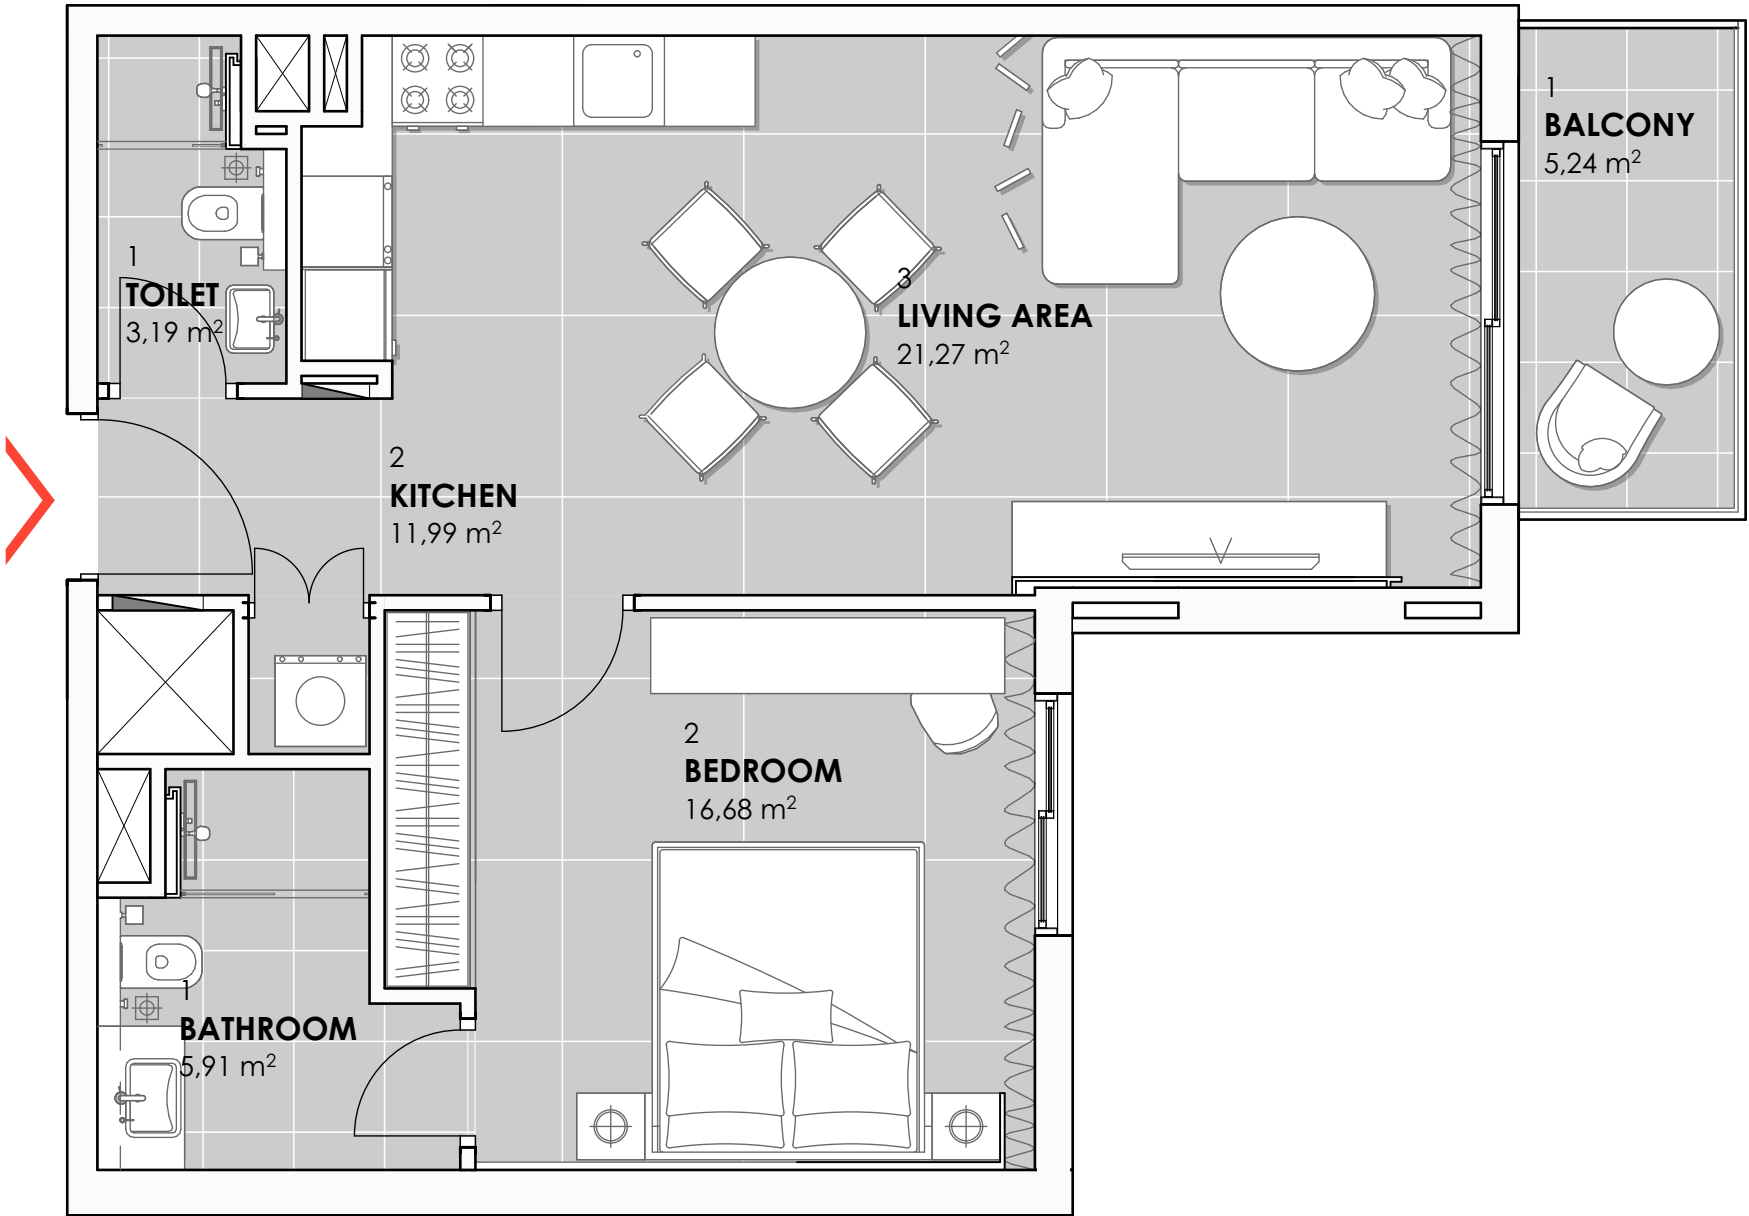 1
BALCONY
5,24 m²
1
TOILET
3,19 m²
3
LIVING AREA
21,27 m²
2
KITCHEN
11,99 m²
2
BEDROOM
16,68 m²
1
BATHROOM
5,91 m²